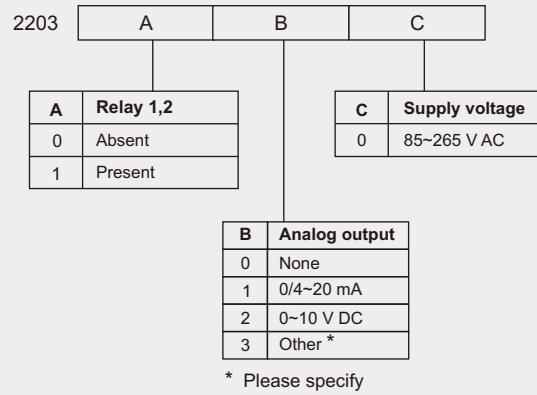 2203 A B C
A Relay 1,2
0 Absent
1 Present
C Supply voltage
0 85~265 V AC
B Analog output
0 None
1 0/4~20 mA
2 0~10 V DC
3 Other *
* Please specify